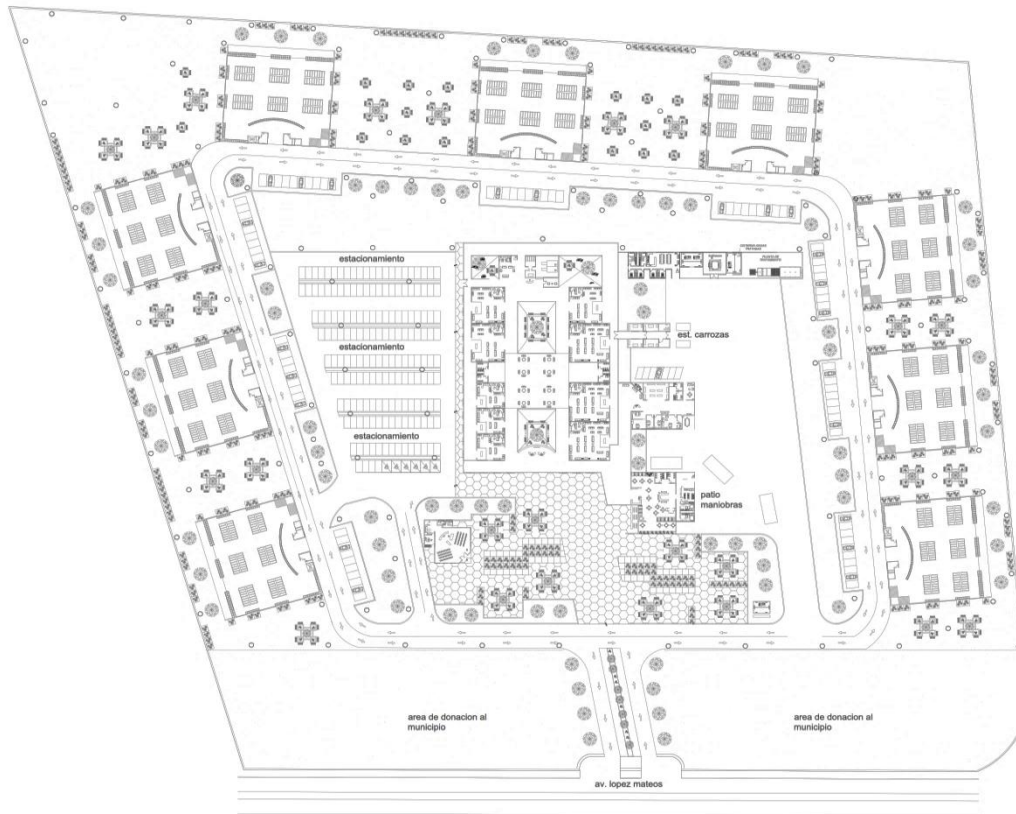 estacionamiento
est. carrozas
estacionamiento
estacionamiento
patio
maniobras
area de donacion al
municipio
area de donacion al
municipio
av. lopez mateos